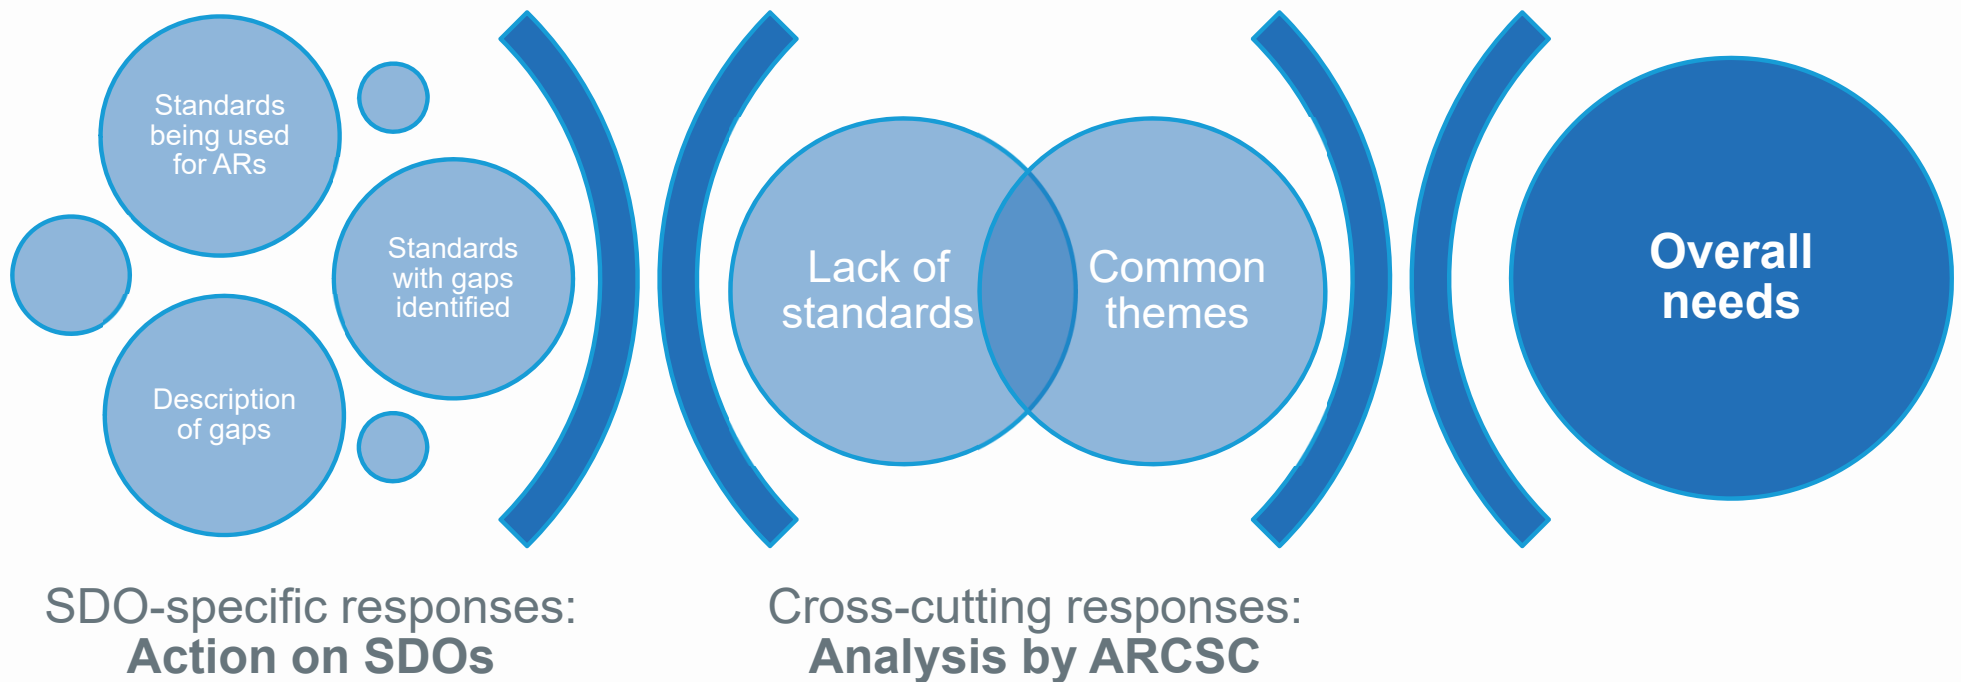 Standards
being used
for ARs
Standards
with gaps
identified
Description
of gaps
Lack of
standards
Common
themes
Overall
needs
SDO-specific responses:
Action on SDOs
Cross-cutting responses:
Analysis by ARCSC